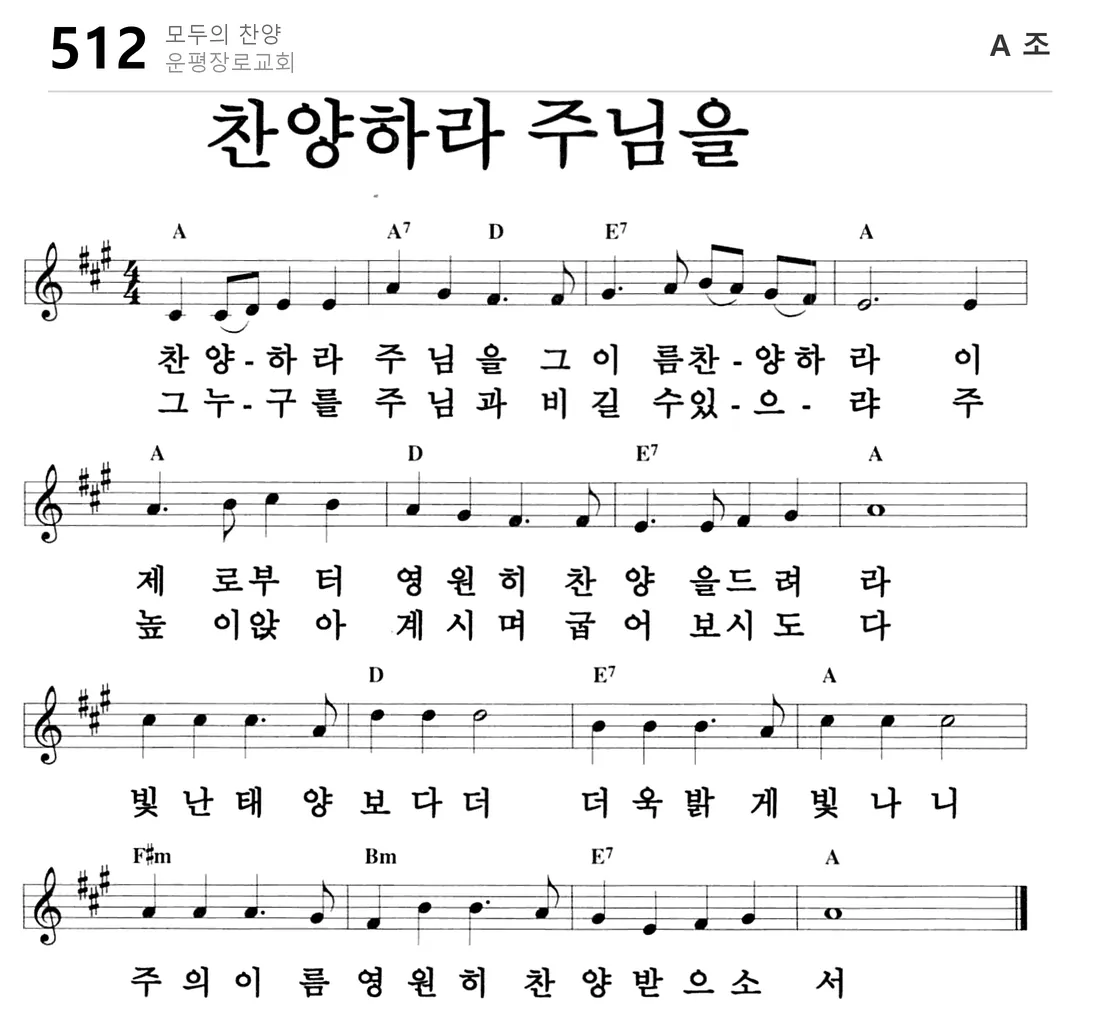 512 모두의 찬양
운평장로교회
A 조
찬양하라 주님을
A A7 D E7 A
찬 양 - 하 라 주 님 을 그 이 름찬 - 양하 라 이
그 누 - 구 를 주 님 과 비 길 수있 - 으 - 랴 주
A D E7 A
제 로부 터 영 원 히 찬 양 을드 려 라
높 이앉 아 계 시 며 굽 어 보시 도 다
D E7 A
빛 난 태 양 보 다 더 더 욱 밝 게 빛 나 니
F#m Bm E7 A
주 의 이 름 영 원 히 찬 양 받 으 소 서